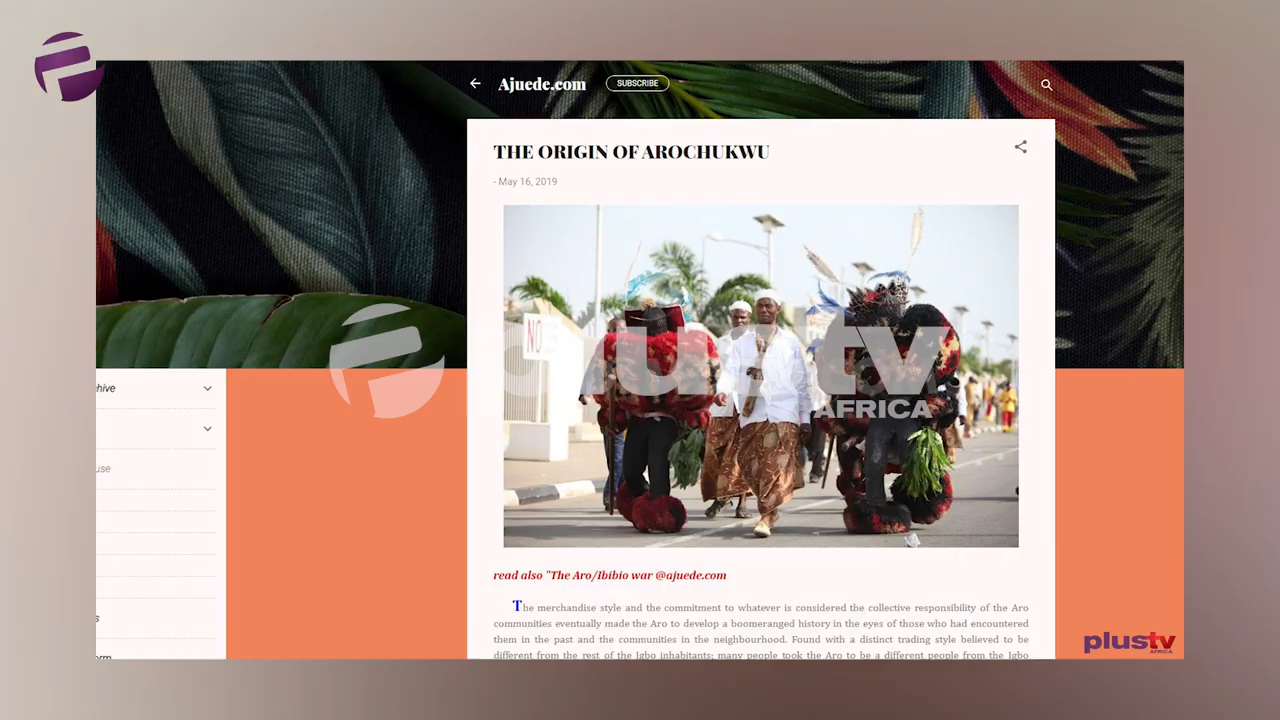 Ajuede.com
SUBSCRIBE
THE ORIGIN OF AROCHUKWU
- May 16, 2019
NO
plustv
AFRICA
read also "The Aro/Ibibio war @ajuede.com
The merchandise style and the commitment to whatever is considered the collective responsibility of the Aro
communities eventually made the Aro to develop a boomeranged history in the eyes of those who had encountered
them in the past and the communities in the neighbourhood. Found with a distinct trading style believed to be
different from the rest of the Igbo inhabitants; many people took the Aro to be a different people from the Igbo
plustv
AFRICA